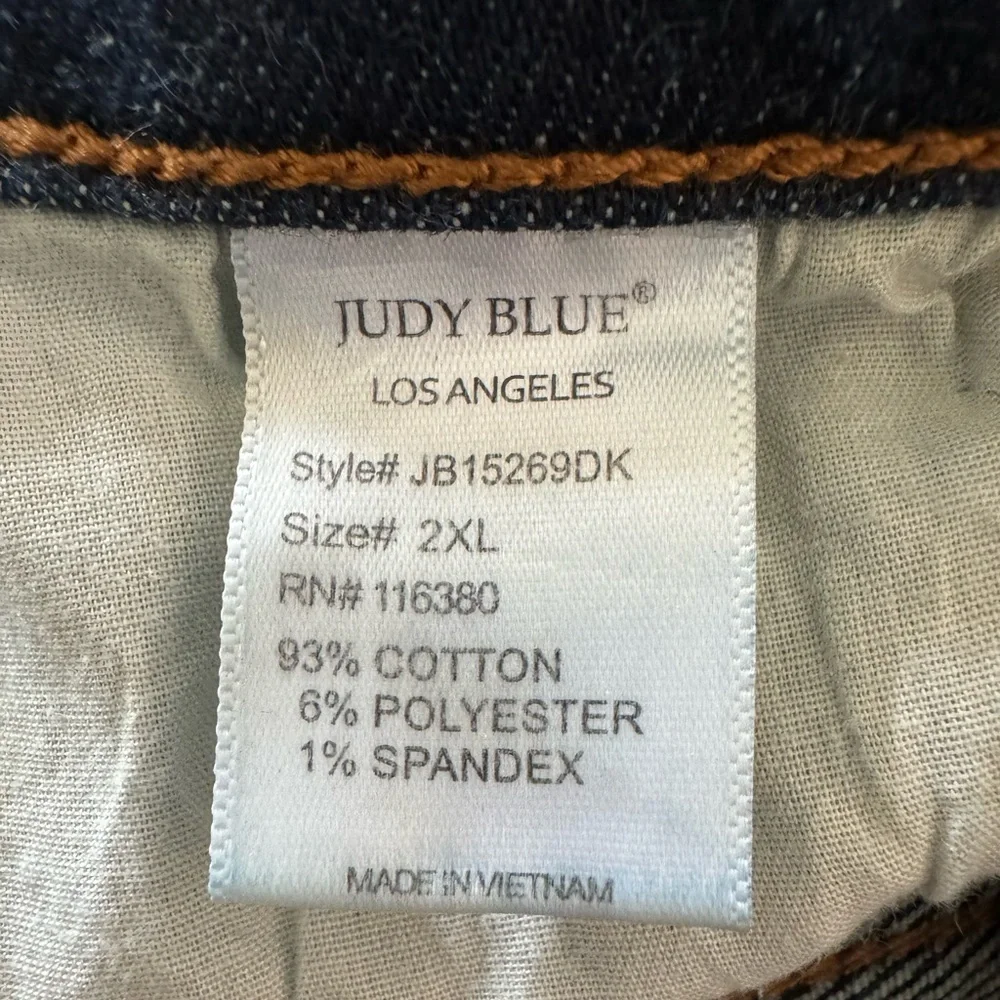 JUDY BLUE®
LOS ANGELES
Style# JB15269DK
Size# 2XL
RN# 116380
93% COTTON
6% POLYESTER
1% SPANDEX
MADE IN VIETNAM